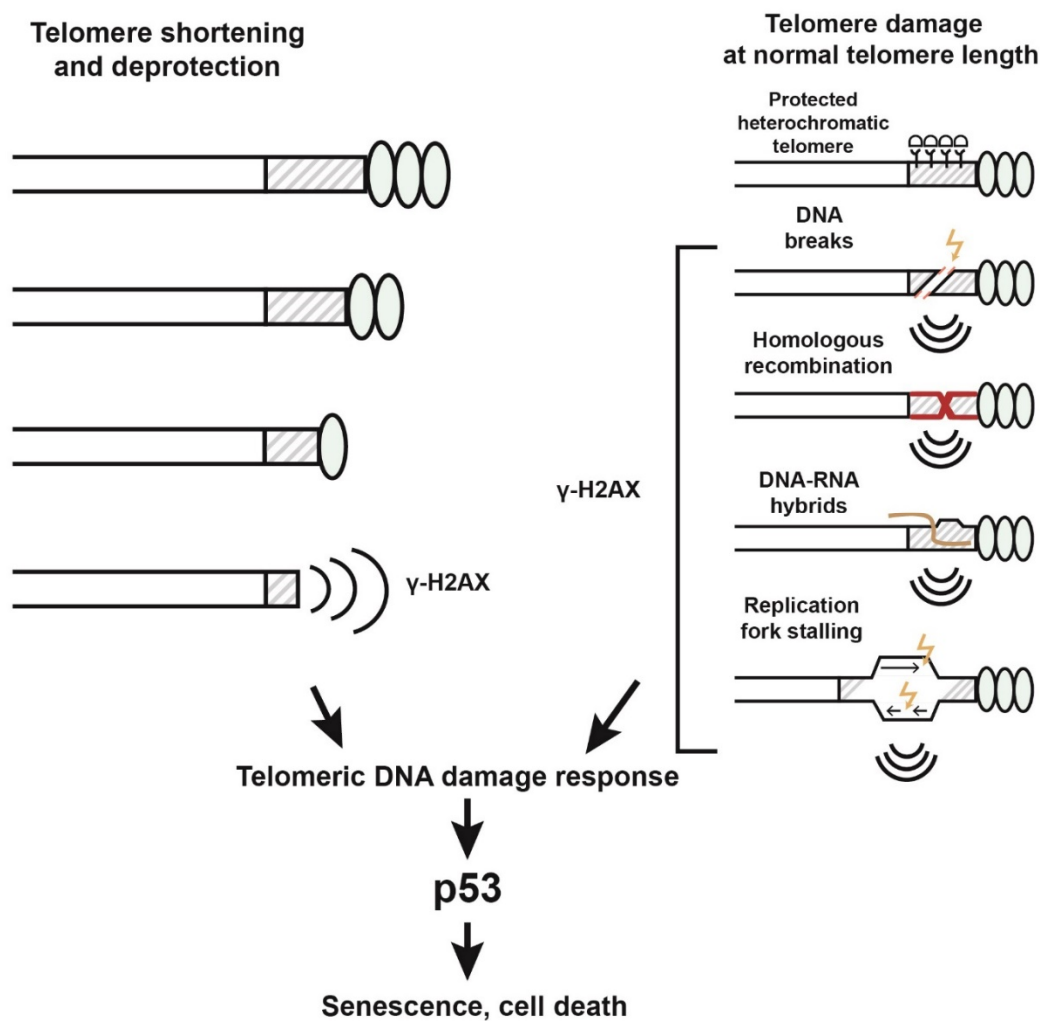 Telomere shortening
and deprotection
γ-H2AX
Telomere damage
at normal telomere length
Protected
heterochromatic
telomere
DNA
breaks
Homologous
recombination
DNA-RNA
hybrids
Replication
fork stalling
γ-H2AX
Telomeric DNA damage response
p53
Senescence, cell death